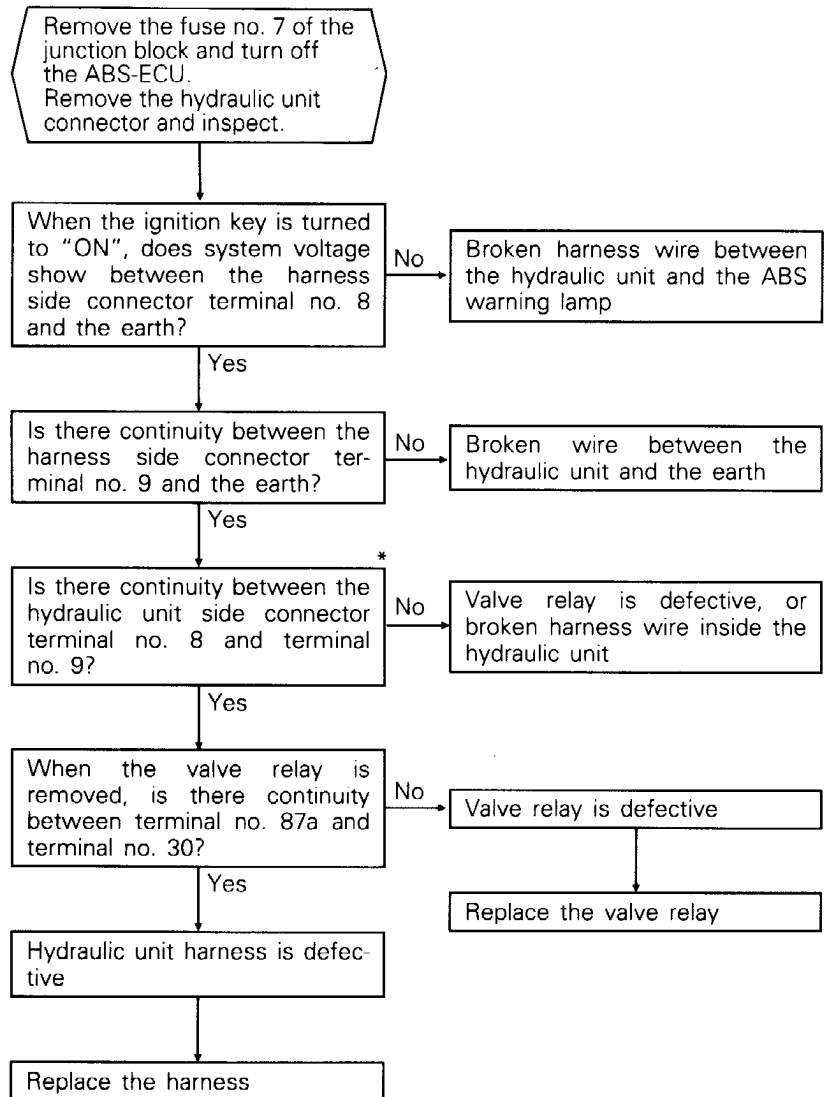 Remove the fuse no. 7 of the
junction block and turn off
the ABS-ECU.
Remove the hydraulic unit
connector and inspect.
When the ignition key is turned
to “ON”, does system voltage
show between the harness
side connector terminal no. 8
and the earth?
No
Broken harness wire between
the hydraulic unit and the ABS
warning lamp
Yes
Is there continuity between the
harness side connector ter-
minal no. 9 and the earth?
No
Broken wire between the
hydraulic unit and the earth
Yes
*
Is there continuity between the
hydraulic unit side connector
terminal no. 8 and terminal
no. 9?
No
Valve relay is defective, or
broken harness wire inside the
hydraulic unit
Yes
When the valve relay is
removed, is there continuity
between terminal no. 87a and
terminal no. 30?
No
Valve relay is defective
Replace the valve relay
Yes
Hydraulic unit harness is defec-
tive
Replace the harness